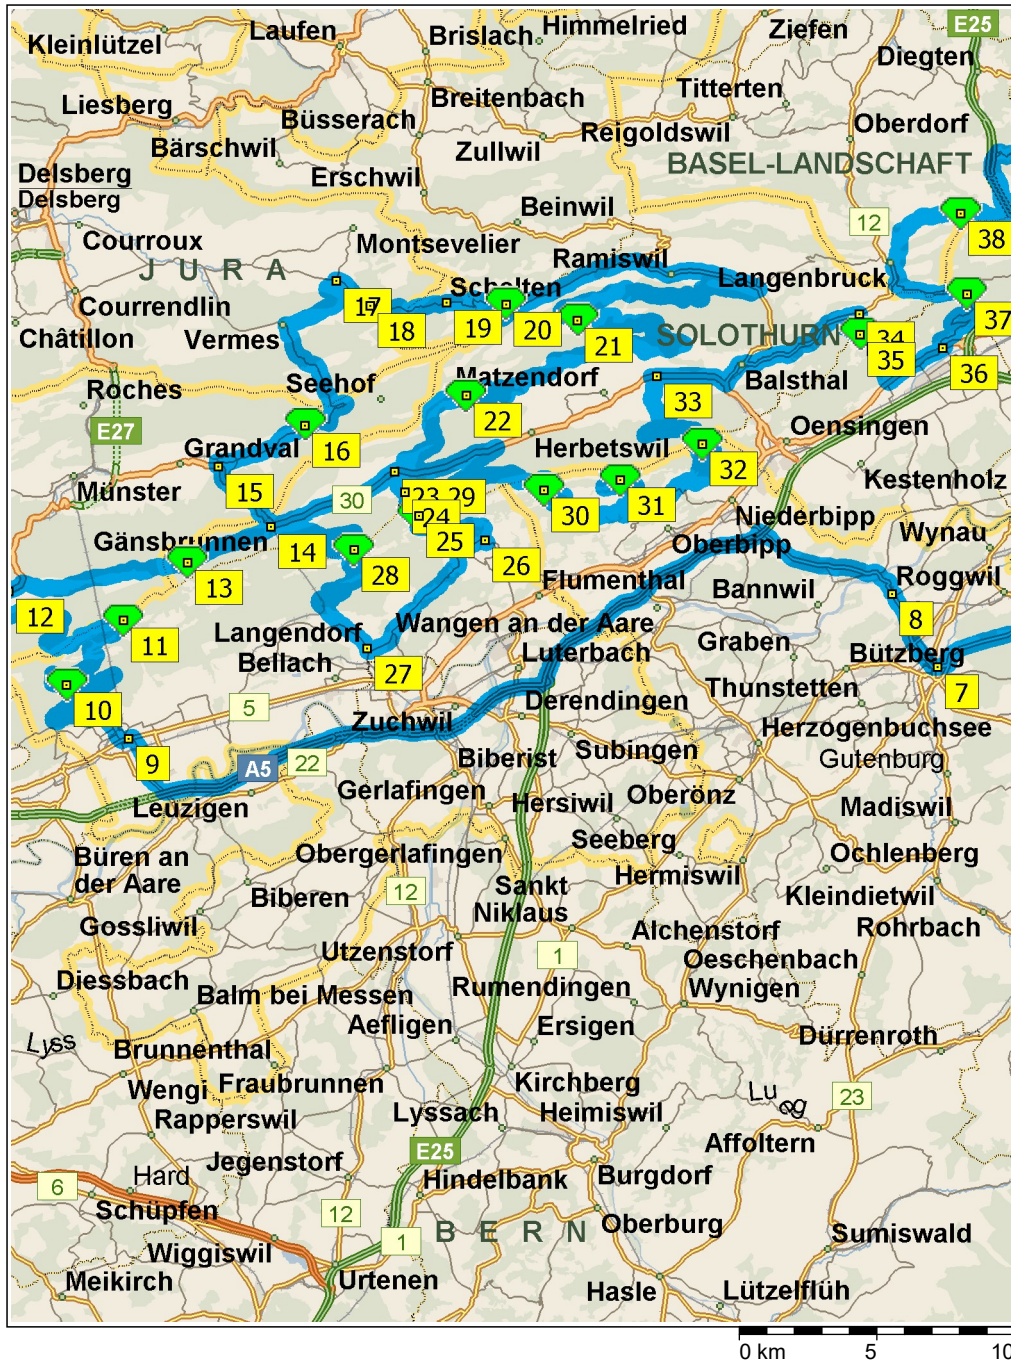 Kleinlützel
Laufen
Brislach
Himmelried
Ziefen
E25
Diegten
Liesberg
Büsserach
Breitenbach
Titterten
Bärschwil
Zullwil
Reigoldswil
Oberdorf
BASEL-LANDSCHAFT
Delsberg
Delsberg
Erschwil
Beinwil
12
38
Courroux
JURA
Montsevelier
Ramiswil
Langenbruck
Courrendlin
17
18
Schelten
19
20
21
SOLOTHURN
34
35
37
36
Châtillon
Vermes
Roches
Seehof
Matzendorf
22
Balsthal
33
E27
Grandval
16
Herbetswil
32
Oensingen
Münster
15
30
23
29
24
25
30
31
Kestenholz
Gänsbrunnen
14
28
26
Niederbipp
Oberbipp
Wynau
12
13
Flumenthal
Bannwil
Roggwil
11
Langendorf
Bellach
Wangen an der Aare
Luterbach
Graben
8
Bützberg
7
10
27
5
Zuchwil
Derendingen
Thunstetten
Herzogenbuchsee
9
A5
22
Biberist
Subingen
Gutenburg
Leuzigen
Gerlafingen
Hersiwil
Oberönz
Madiswil
Büren an
der Aare
Obergerlafingen
Seeberg
Hermiswil
Ochlenberg
Biberen
12
Sankt
Niklaus
Kleindietwil
Gossliwil
Rohrbach
Utzenstorf
1
Alchenstorf
Oeschenbach
Diessbach
Balm bei Messen
Rumendingen
Wynigen
Lyss
Aefligen
Ersigen
Dürrenroth
Brunnenthal
Wengi
Fraubrunnen
Kirchberg
Lueg
23
Rapperswil
Lyssach
Heimiswil
Affoltern
E25
6
Hard
Jegenstorf
Hindelbank
Burgdorf
Schüpfen
12
1
BERN
Oberburg
Sumiswald
Wiggiswil
Meikirch
Urtenen
Hasle
Lützelflüh
0 km
5
10